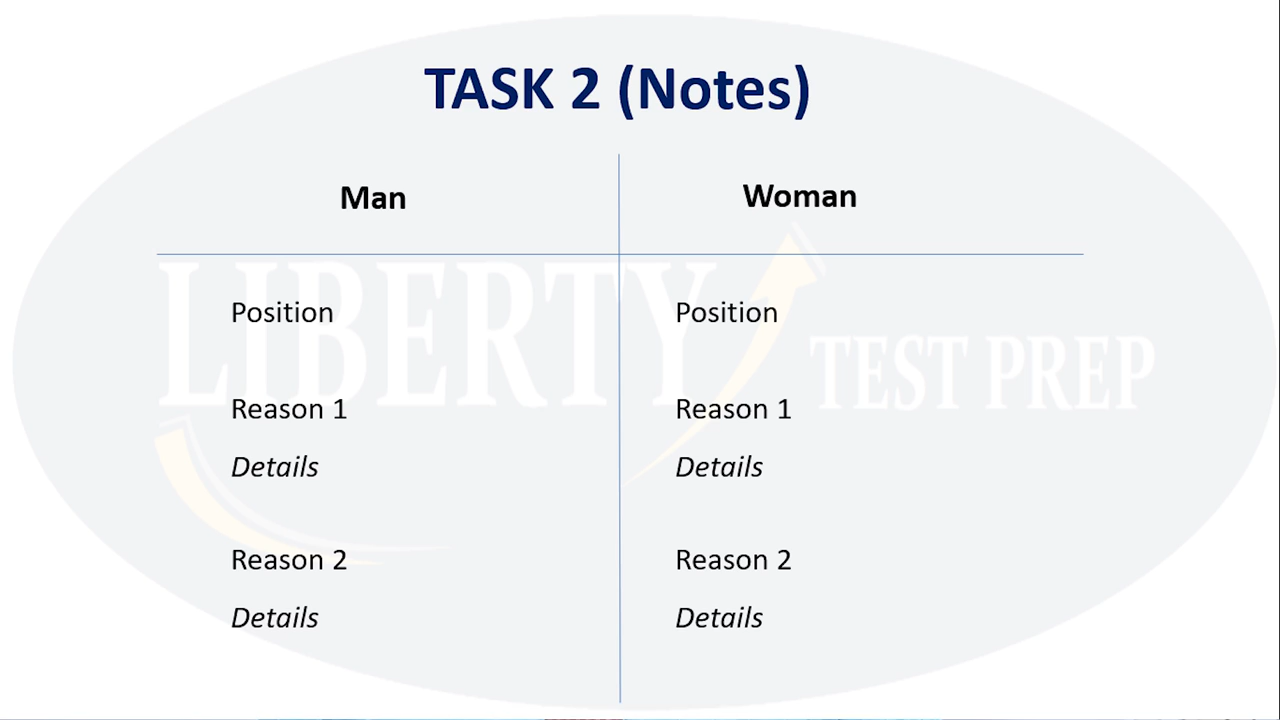 TASK 2 (Notes)
Man
Woman
Position
Position
Reason 1
Reason 1
Details
Details
Reason 2
Reason 2
Details
Details
LIBERTY TEST PREP